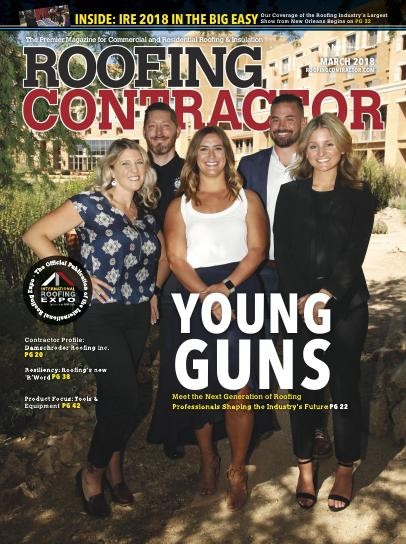 INSIDE: IRE 2018 IN THE BIG EASY
Our Coverage of the Roofing Industry's Largest
Show from New Orleans Begins on PG 32
The Premier Magazine for Commercial and Residential Roofing & Insulation
ROOFING
CONTRACTOR
MARCH 2018
ROOFINGCONTRACTOR.COM
The Official Publication of the International Roofing Expo
INTERNATIONAL
ROOFING
EXPO
YOUNG
GUNS
Contractor Profile:
Damschroder Roofing Inc.
PG 20
Resiliency: Roofing's new
'R'Word PG 38
Product Focus: Tools &
Equipment PG 42
Meet the Next Generation of Roofing
Professionals Shaping the Industry's Future PG 22